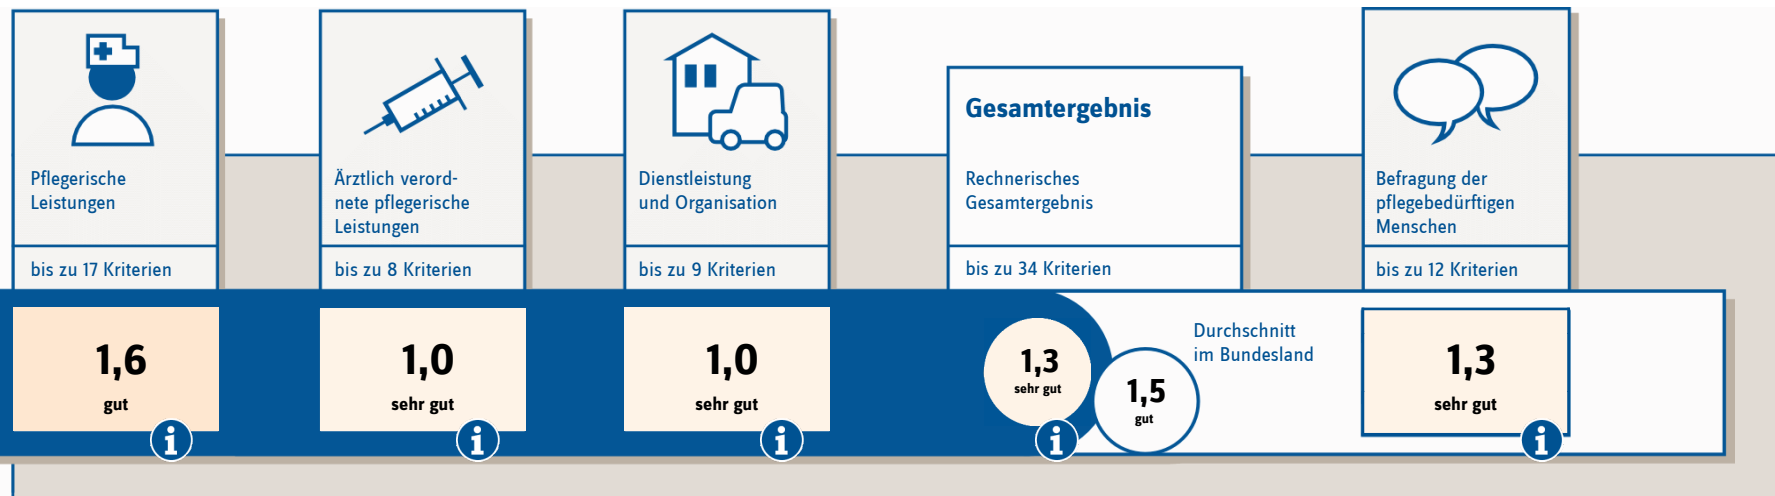 Pflegerische
Leistungen
bis zu 17 Kriterien
1,6
gut
i
Ärztlich verord-
nete pflegerische
Leistungen
bis zu 8 Kriterien
1,0
sehr gut
i
Dienstleistung
und Organisation
bis zu 9 Kriterien
1,0
sehr gut
i
Gesamtergebnis
Rechnerisches
Gesamtergebnis
bis zu 34 Kriterien
1,3
sehr gut
i
1,5
gut
Durchschnitt
im Bundesland
Befragung der
pflegebedürftigen
Menschen
bis zu 12 Kriterien
1,3
sehr gut
i